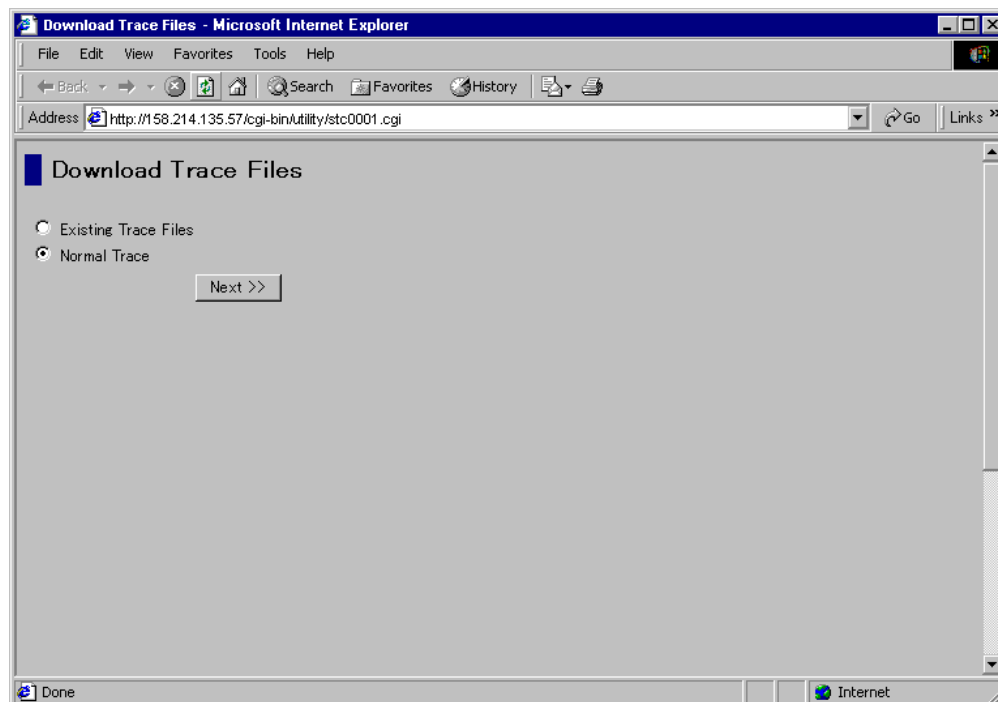 Download Trace Files - Microsoft Internet Explorer
File Edit View Favorites Tools Help
Back Search Favorites History
Address http://158.214.135.57/cgi-bin/utility/stc0001.cgi Go Links »
Download Trace Files
Existing Trace Files
Normal Trace
Next >>
Done Internet